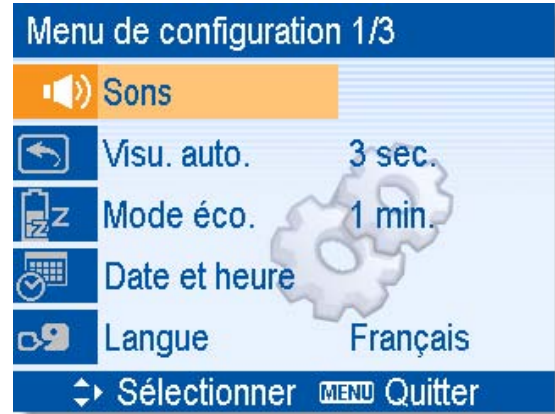 Menu de configuration 1/3
Sons
Visu. auto. 3 sec.
Mode éco. 1 min.
Date et heure
Langue Français
Sélectionner MENU Quitter